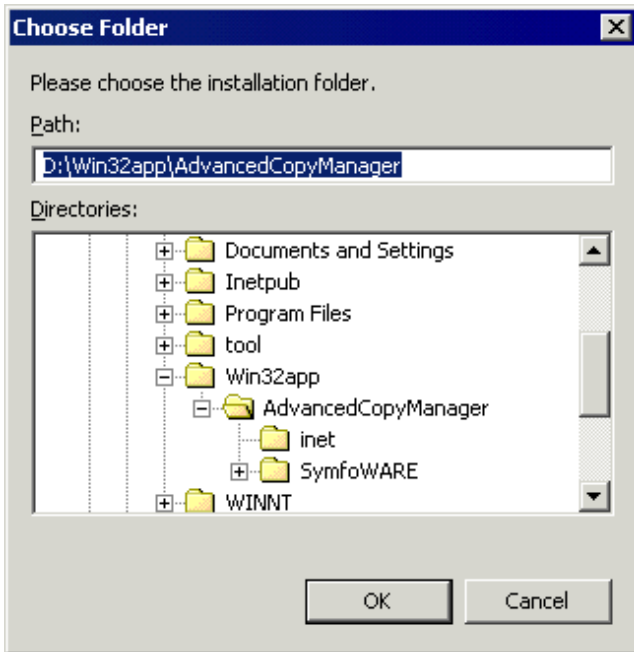 Choose Folder
Please choose the installation folder.
Path:
D:\Win32app\AdvancedCopyManager
Directories:
Documents and Settings
Inetpub
Program Files
tool
Win32app
AdvancedCopyManager
inet
SymfoWARE
WINNT
OK Cancel